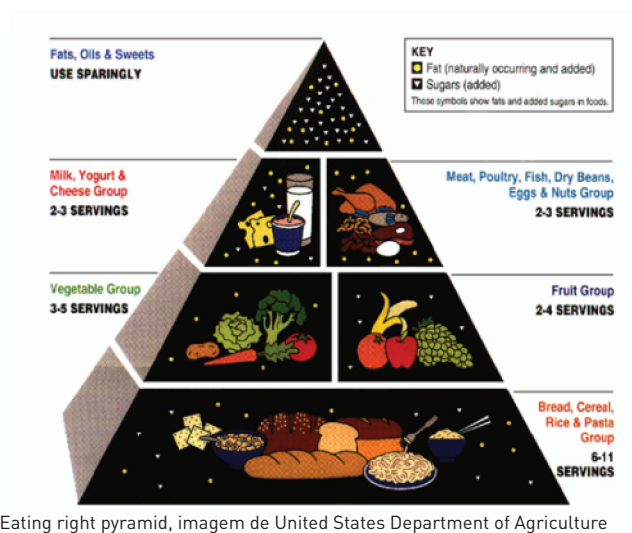 Fats, Oils & Sweets
USE SPARINGLY
KEY
Fat (naturally occurring and added)
Sugars (added)
These symbols show fats and added sugars in foods.
Milk, Yogurt &
Cheese Group
2-3 SERVINGS
Meat, Poultry, Fish, Dry Beans,
Eggs & Nuts Group
2-3 SERVINGS
Vegetable Group
3-5 SERVINGS
Fruit Group
2-4 SERVINGS
Bread, Cereal,
Rice & Pasta
Group
6-11
SERVINGS
Eating right pyramid, imagem de United States Department of Agriculture